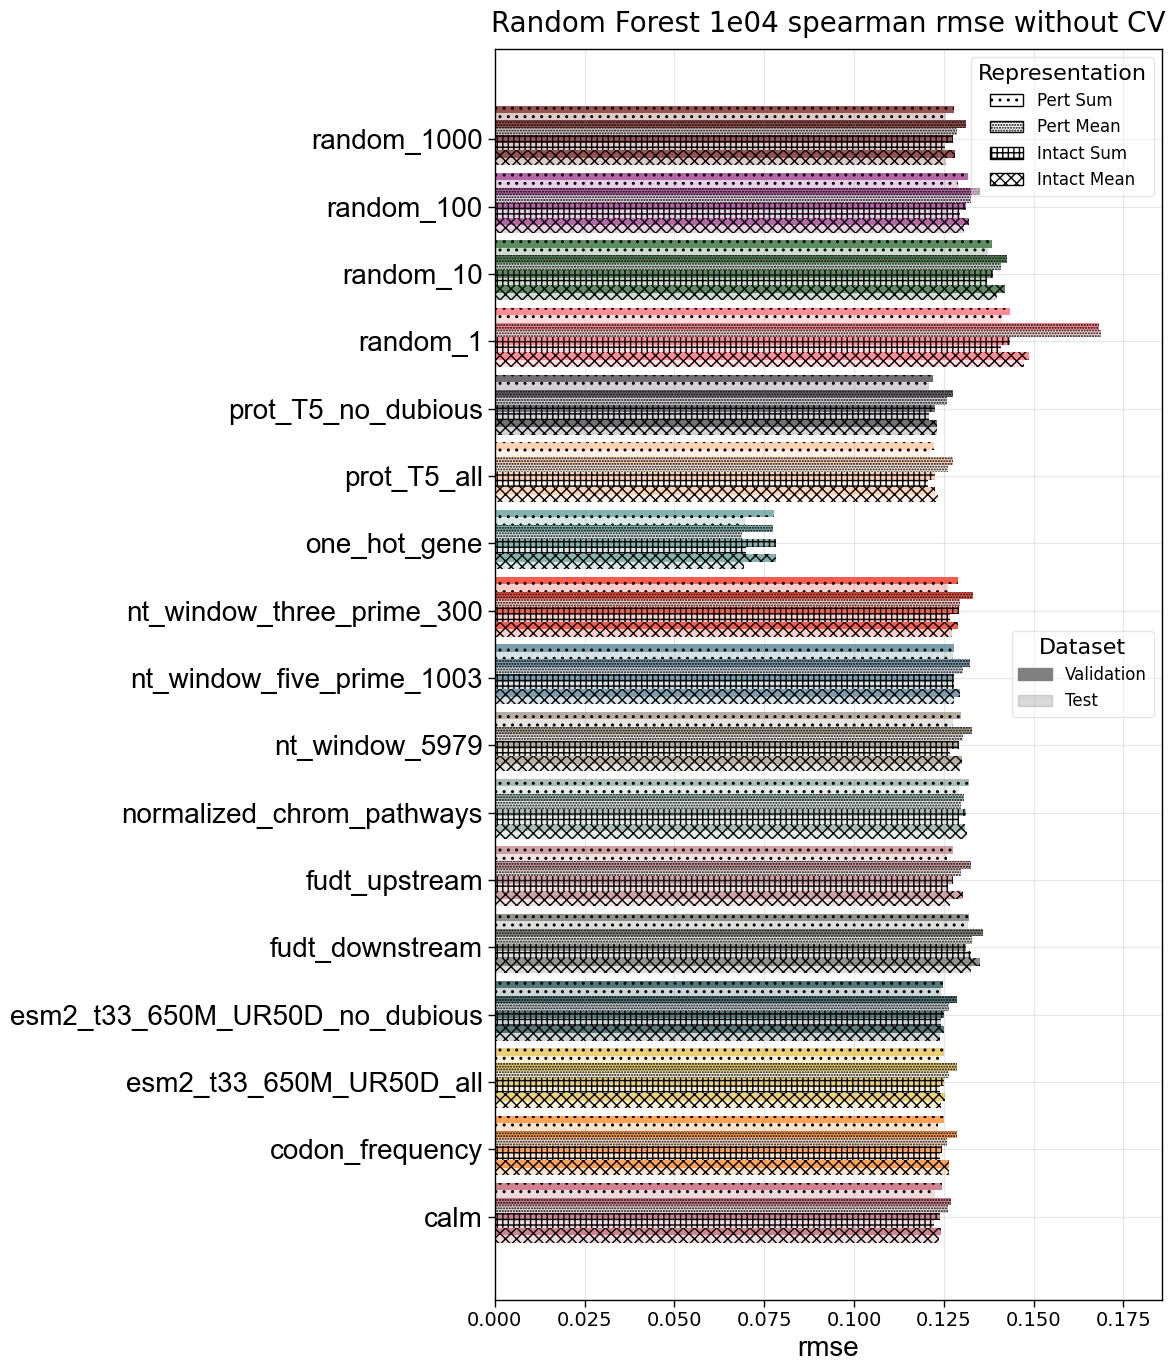 Random Forest 1e04 spearman rmse without CV
Representation
Pert Sum
Pert Mean
Intact Sum
Intact Mean
random_1000
random_100
random_10
random_1
prot_T5_no_dubious
prot_T5_all
one_hot_gene
nt_window_three_prime_300
Dataset
Validation
Test
nt_window_five_prime_1003
nt_window_5979
normalized_chrom_pathways
fudt_upstream
fudt_downstream
esm2_t33_650M_UR50D_no_dubious
esm2_t33_650M_UR50D_all
codon_frequency
calm
0.000 0.025 0.050 0.075 0.100 0.125 0.150 0.175
rmse